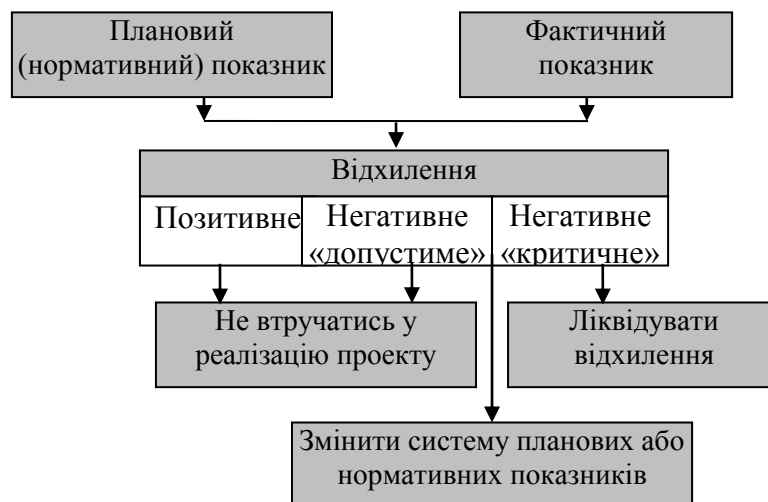 Плановий
(нормативний) показник
Фактичний
показник
Відхилення
Позитивне
Негативне
«допустиме»
Негативне
«критичне»
Не втручатись у
реалізацію проекту
Ліквідувати
відхилення
Змінити систему планових або
нормативних показників